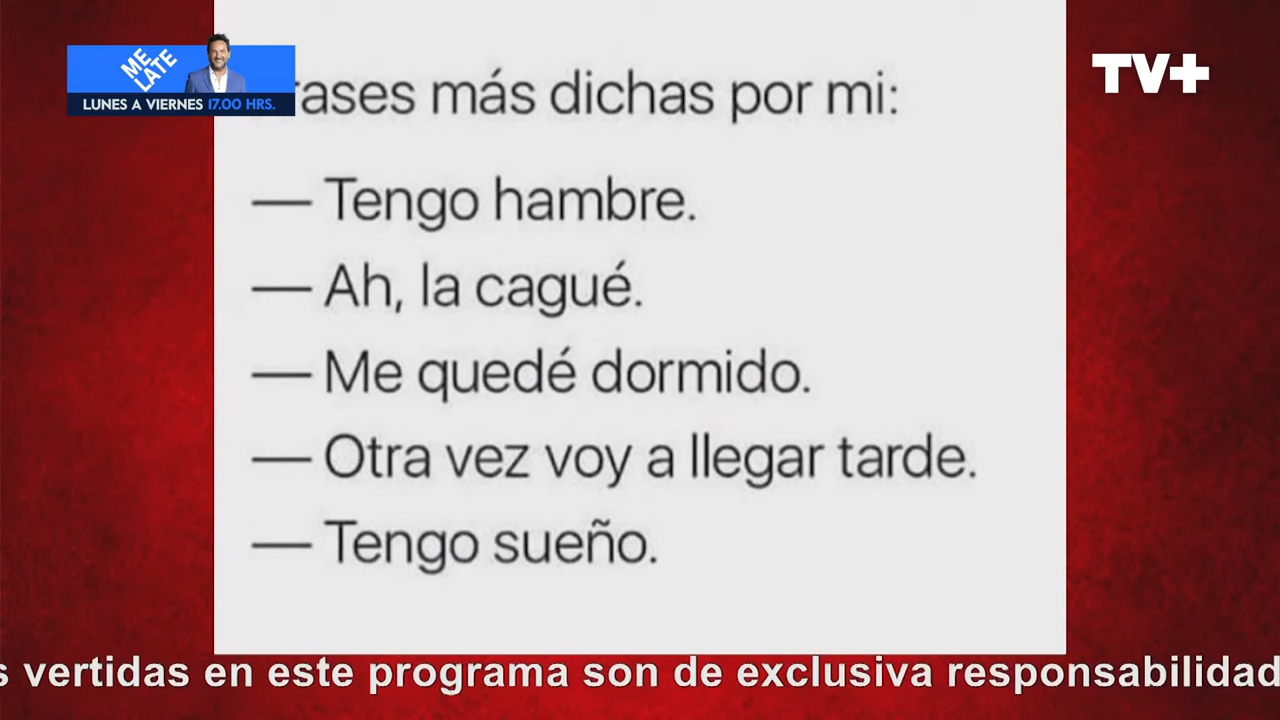 ME
LATE
LUNES A VIERNES 17.00 HRS.
TV+
rases más dichas por mi:
— Tengo hambre.
— Ah, la cagué.
— Me quedé dormido.
— Otra vez voy a llegar tarde.
— Tengo sueño.
s vertidas en este programa son de exclusiva responsabilidad